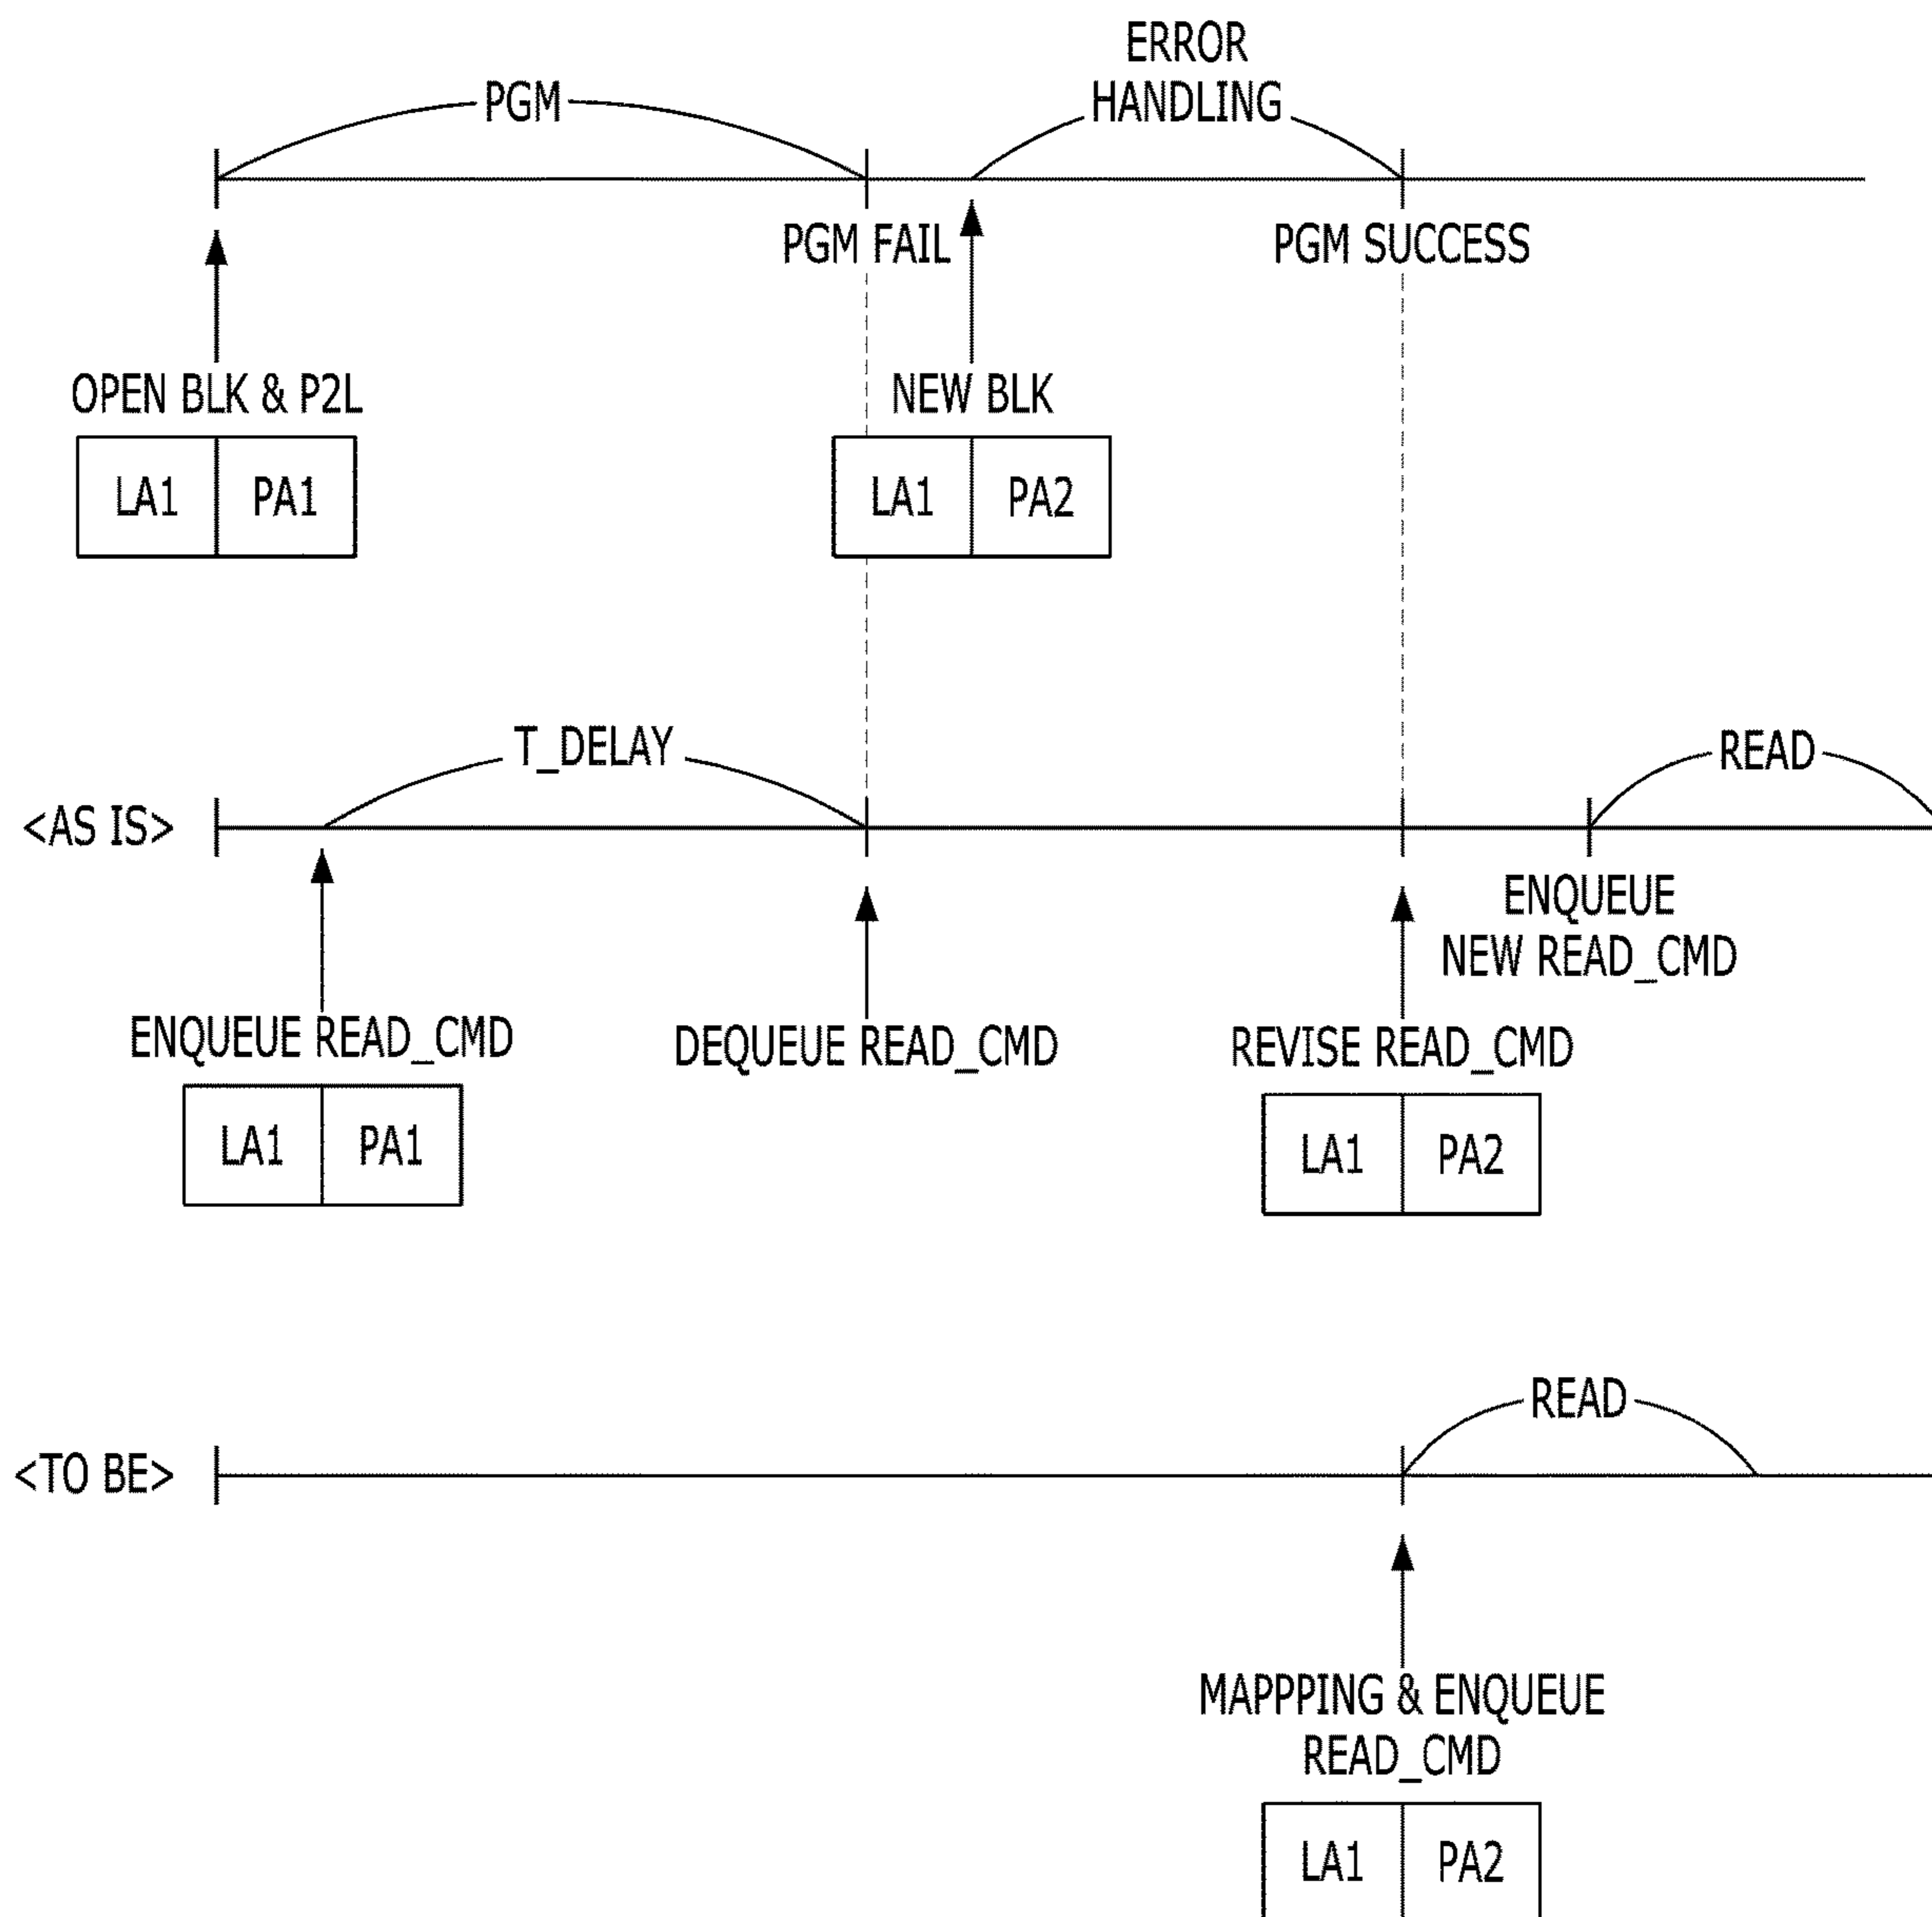 ERROR
HANDLING
PGM
PGM FAIL
PGM SUCCESS
OPEN BLK & P2L
LA1 PA1
NEW BLK
LA1 PA2
T_DELAY
READ
<AS IS>
ENQUEUE
NEW READ_CMD
ENQUEUE READ_CMD
LA1 PA1
DEQUEUE READ_CMD
REVISE READ_CMD
LA1 PA2
READ
<TO BE>
MAPPPING & ENQUEUE
READ_CMD
LA1 PA2